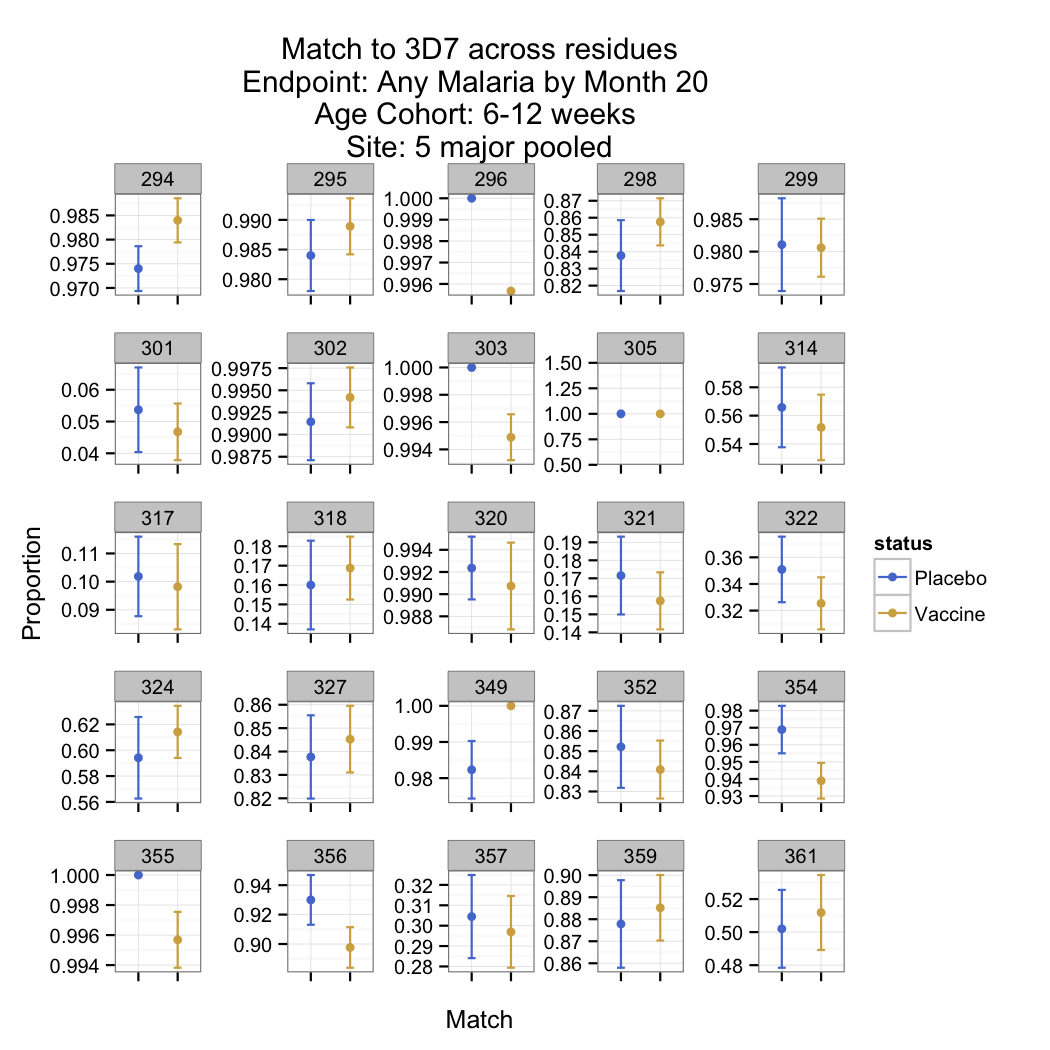 Match to 3D7 across residues
Endpoint: Any Malaria by Month 20
Age Cohort: 6-12 weeks
Site: 5 major pooled
294 295 296 298 299
0.985 0.980 0.975 0.970
0.990 0.985 0.980
1.000 0.999 0.998 0.997 0.996
0.87 0.86 0.85 0.84 0.83 0.82
0.985 0.980 0.975
301 302 303 305 314
0.06 0.05 0.04
0.9975 0.9950 0.9925 0.9900 0.9875
1.000 0.998 0.996 0.994
1.50 1.25 1.00 0.75 0.50
0.58 0.56 0.54
317 318 320 321 322
0.11 0.10 0.09
0.18 0.17 0.16 0.15 0.14
0.994 0.992 0.990 0.988
0.19 0.18 0.17 0.16 0.15 0.14
0.36 0.34 0.32
324 327 349 352 354
0.62 0.60 0.58 0.56
0.86 0.85 0.84 0.83 0.82
1.00 0.99 0.98
0.87 0.86 0.85 0.84 0.83
0.98 0.97 0.96 0.95 0.94 0.93
355 356 357 359 361
1.000 0.998 0.996 0.994
0.94 0.92 0.90
0.32 0.31 0.30 0.29 0.28
0.90 0.89 0.88 0.87 0.86
0.52 0.50 0.48
Proportion
Match
status
Placebo
Vaccine